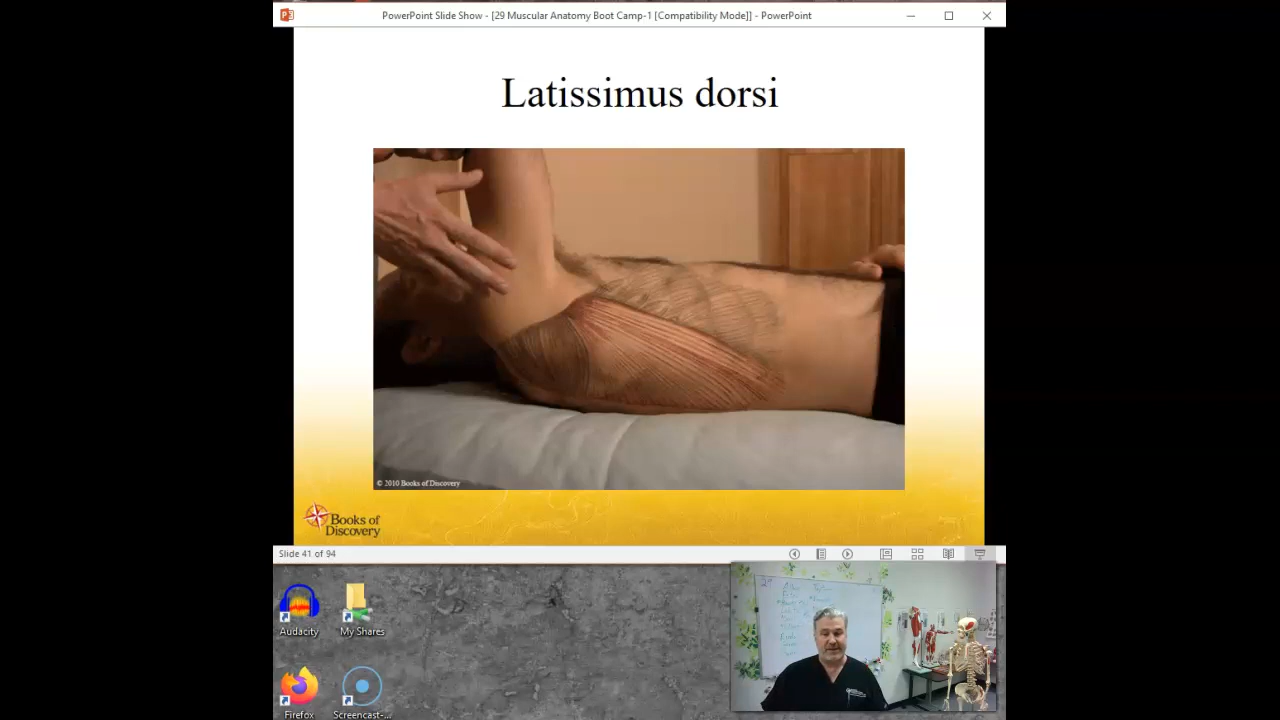 PowerPoint Slide Show - [29 Muscular Anatomy Boot Camp-1 [Compatibility Mode]] - PowerPoint
Latissimus dorsi
© 2010 Books of Discovery
Books of
Discovery
Slide 41 of 94
Audacity
My Shares
Firefox
Screencast-...